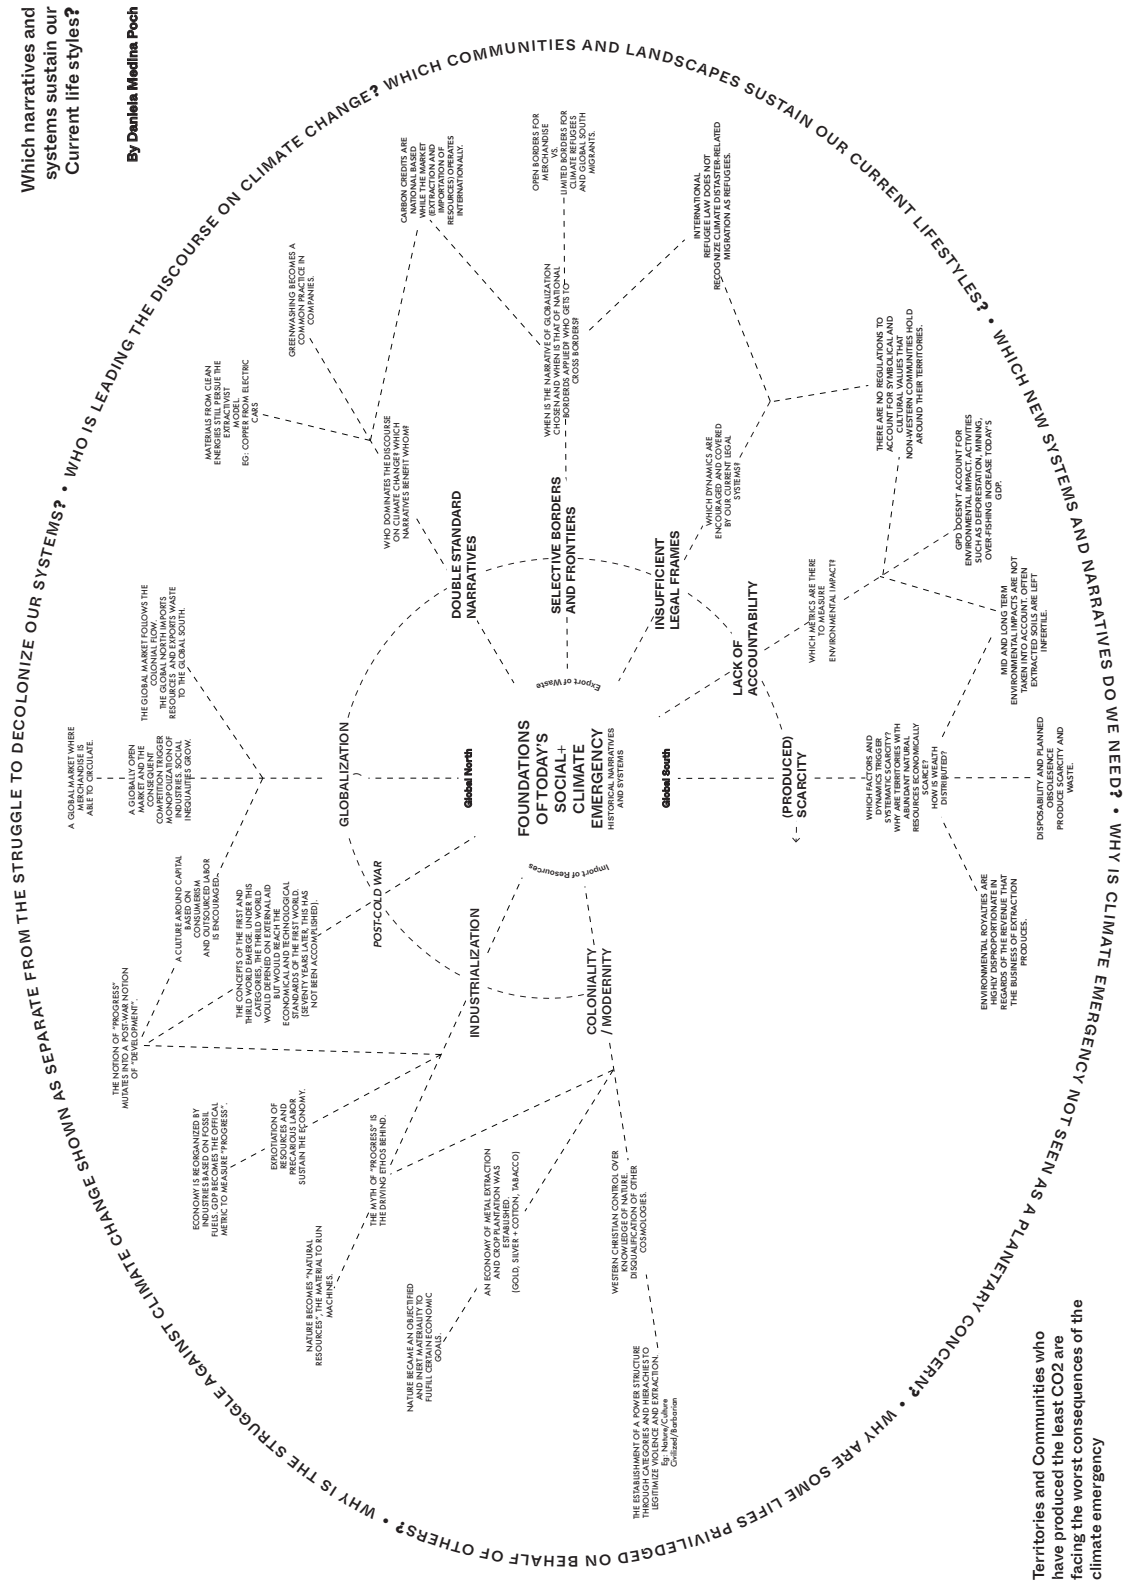 Which narratives and
systems sustain our
Current life styles?
By Daniela Medina Poch
WHO IS LEADING THE DISCOURSE ON CLIMATE CHANGE? WHICH COMMUNITIES AND LANDSCAPES SUSTAIN OUR CURRENT LIFESTYLES? • WHICH NEW SYSTEMS AND NARRATIVES DO WE NEED? • WHY IS CLIMATE EMERGENCY NOT SEEN AS A PLANETARY CONCERN? • WHY ARE SOME LIFES PRIVILEDGED ON BEHALF OF OTHERS? • WHY IS THE STRUGGLE AGAINST CLIMATE CHANGE SHOWN AS SEPARATE FROM THE STRUGGLE TO DECOLONIZE OUR SYSTEMS? •
FOUNDATIONS
OF TODAY'S
SOCIAL+
CLIMATE
EMERGENCY
HISTORICAL NARRATIVES
AND SYSTEMS
Global North
Global South
Import of Resources
Export of Waste
COLONIALITY
/ MODERNITY
WESTERN CHRISTIAN CONTROL OVER
KNOWLEDGE OF NATURE.
DISQUALIFICATION OF OTHER
COSMOLOGIES.
THE ESTABLISHMENT OF A POWER STRUCTURE
THROUGH CATEGORIES AND HIERACHIES TO
LEGITIMIZE VIOLENCE AND EXTRACTION.
Eg: Nature/Culture
Civilized/Barbarian
AN ECONOMY OF METAL EXTRACTION
AND CROP PLANTATION WAS
ESTABLISHED.
(GOLD, SILVER + COTTON, TABACCO)
NATURE BECAME AN OBJECTIFIED
AND INERT MATERIALITY TO
FULFILL CERTAIN ECONOMIC
GOALS.
INDUSTRIALIZATION
THE MYTH OF "PROGRESS" IS
THE DRIVING ETHOS BEHIND.
NATURE BECOMES "NATURAL
RESOURCES", THE MATERIAL TO RUN
MACHINES.
EXPLOTIATION OF
RESOURCES AND
PRECARIOUS LABOR
SUSTAIN THE ECONOMY.
ECONOMY IS REORGANIZED BY
INDUSTRIES BASED ON FOSSIL
FUELS. GDP BECOMES THE OFFICAL
METRIC TO MEASURE "PROGRESS".
THE NOTION OF "PROGRESS"
MUTATES INTO A POST-WAR NOTION
OF "DEVELOPMENT".
POST-COLD WAR
THE CONCEPTS OF THE FIRST AND
THIRLD WORLD EMERGE. UNDER THIS
CATEGORIES, THE THRILD WORLD
WOULD DEPENED ON EXTERNAL AID
BUT WOULD REACH THE
ECONOMICAL AND TECHNOLOGICAL
STANDARDS OF THE FIRST WORLD.
(SEVENTY YEARS LATER, THIS HAS
NOT BEEN ACCOMPLISHED).
GLOBALIZATION
A CULTURE AROUND CAPITAL
BASED ON
CONSUMERISM
AND OUTSOURCED LABOR
IS ENCOURAGED.
A GLOBALLY OPEN
MARKET AND THE
CONSEQUENT
COMPETITION TRIGGER
MONOPOLIZATION OF
INDUSTRIES. SOCIAL
INEQUALITIES GROW.
A GLOBAL MARKET WHERE
MERCHANDISE IS
ABLE TO CIRCULATE.
THE GLOBAL MARKET FOLLOWS THE
COLONIAL FLOW.
THE GLOBAL NORTH IMPORTS
RESOURCES AND EXPORTS WASTE
TO THE GLOBAL SOUTH.
DOUBLE STANDARD
NARRATIVES
WHO DOMINATES THE DISCOURSE
ON CLIMATE CHANGE? WHICH
NARRATIVES BENEFIT WHOM?
MATERIALS FROM CLEAN
ENERGIES STILL PERSUE THE
EXTRACTIVIST
MODEL.
EG: COPPER FROM ELECTRIC
CARS
GREENWASHING BECOMES A
COMMON PRACTICE IN
COMPANIES.
CARBON CREDITS ARE
NATIONAL BASED
WHILE THE MARKET
(EXTRACTION AND
IMPORTATION OF
RESOURCES) OPERATES
INTERNATIONALLY.
SELECTIVE BORDERS
AND FRONTIERS
WHEN IS THE NARRATIVE OF GLOBALIZATION
CHOSEN AND WHEN IS THAT OF NATIONAL
BORDERDS APPLIED? WHO GETS TO
CROSS BORDERS?
OPEN BORDERS FOR
MERCHANDISE
VS.
LIMITED BORDERS FOR
CLIMATE REFUGEES
AND GLOBAL SOUTH
MIGRANTS.
INSUFFICIENT
LEGAL FRAMES
WHICH DYNAMICS ARE
ENCOURAGED AND COVERED
BY OUR CURRENT LEGAL
SYSTEMS?
INTERNATIONAL
REFUGEE LAW DOES NOT
RECOGNIZE CLIMATE DISTASTER-RELATED
MIGRATION AS REFUGEES.
THERE ARE NO REGULATIONS TO
ACCOUNT FOR SYMBOLICAL AND
CULTURAL VALUES THAT
NON-WESTERN COMMUNITIES HOLD
AROUND THEIR TERRITORIES.
LACK OF
ACCOUNTABILITY
WHICH METRICS ARE THERE
TO MEASURE
ENVIRONMENTAL IMPACT?
GPD DOESN'T ACCOUNT FOR
ENVIRONMENTAL IMPACT. ACTIVITIES
SUCH AS DEFORESTATION, MINING,
OVER-FISHING INCREASE TODAY'S
GDP.
MID AND LONG TERM
ENVIRONMENTAL IMPACTS ARE NOT
TAKEN INTO ACCOUNT. OFTEN
EXTRACTED SOILS ARE LEFT
INFERTILE.
(PRODUCED)
SCARCITY
WHICH FACTORS AND
DYNAMICS TRIGGER
SYSTEMATIC SCARCITY?
WHY ARE TERRITORIES WITH
ABUNDANT NATURAL
RESOURCES ECONOMICALLY
SCARCE?
HOW IS WEALTH
DISTRIBUTED?
DISPOSABILITY AND PLANNED
OBSOLESENCE
PRODUCE SCARCITY AND
WASTE.
ENVIRONMENTAL ROYALTIES ARE
HIGHLY DISPROPORTIONATE IN
REGARDS OF THE REVENUE THAT
THE BUSINESS OF EXTRACTION
PRODUCES.
Territories and Communities who
have produced the least CO2 are
facing the worst consequences of the
climate emergency